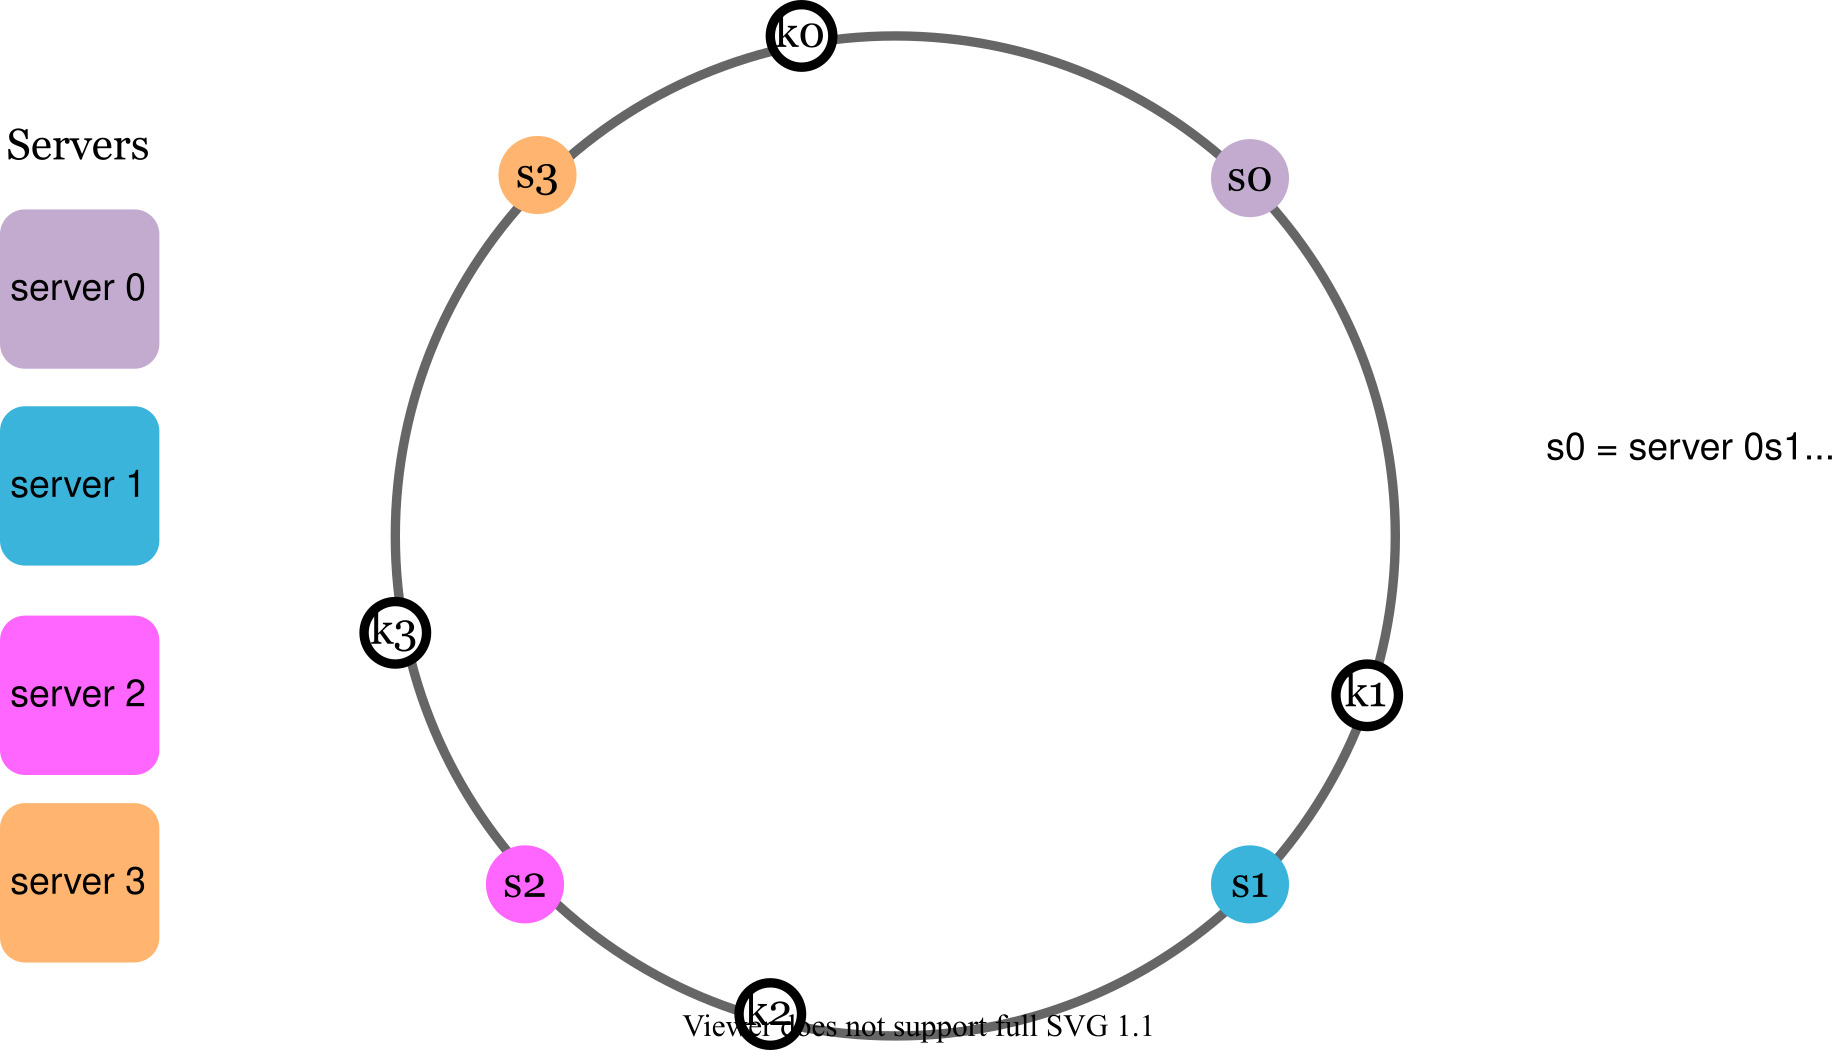 Servers
server 0
server 1
server 2
server 3
k0
s3
s0
k3
k1
s2
s1
k2
s0 = server 0s1...
Viewer does not support full SVG 1.1